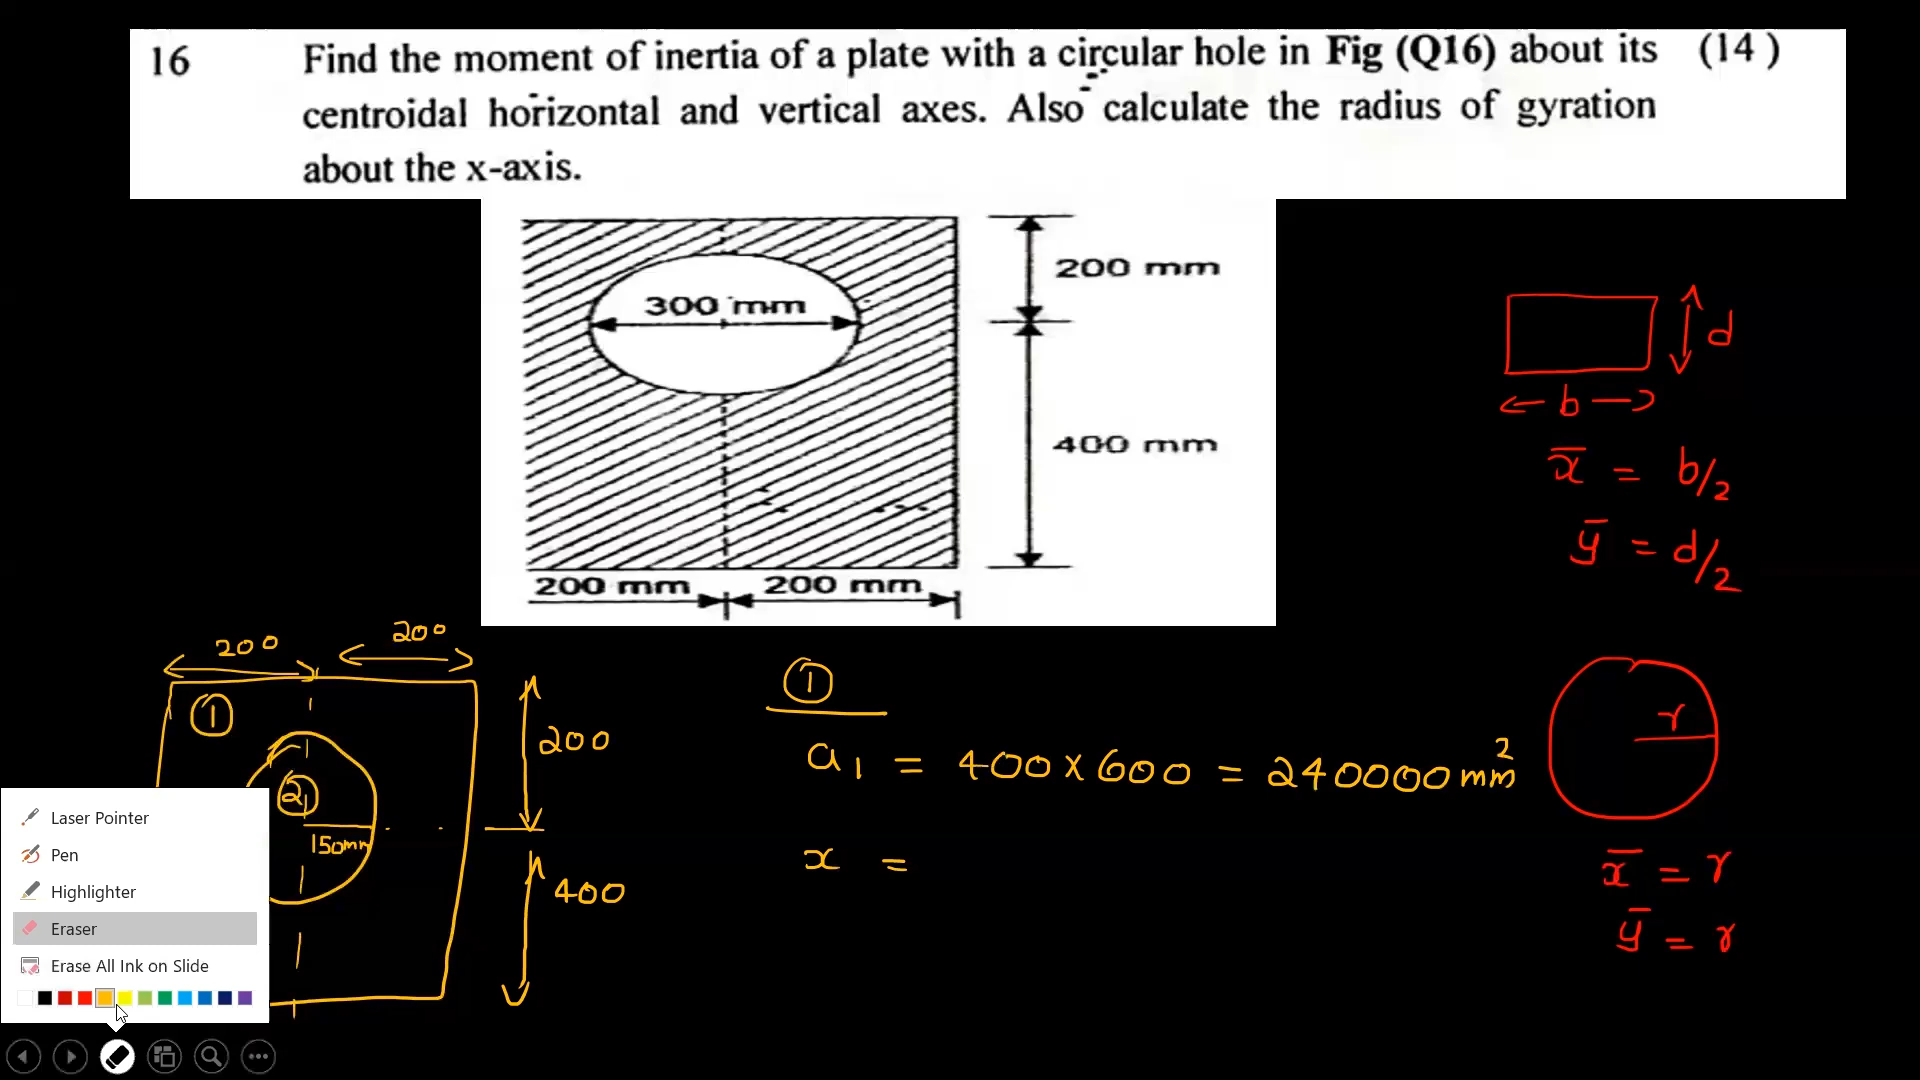 16 Find the moment of inertia of a plate with a circular hole in Fig (Q16) about its (14 )
centroidal horizontal and vertical axes. Also calculate the radius of gyration
about the x-axis.
300 mm
200 mm
400 mm
200 mm 200 mm
d
b
x̄ = b/2
ȳ = d/2
200 200
①
②
150mm
200
400
①
a1 = 400 x 600 = 240000 mm²
x =
r
x̄ = r
ȳ = r
Laser Pointer
Pen
Highlighter
Eraser
Erase All Ink on Slide